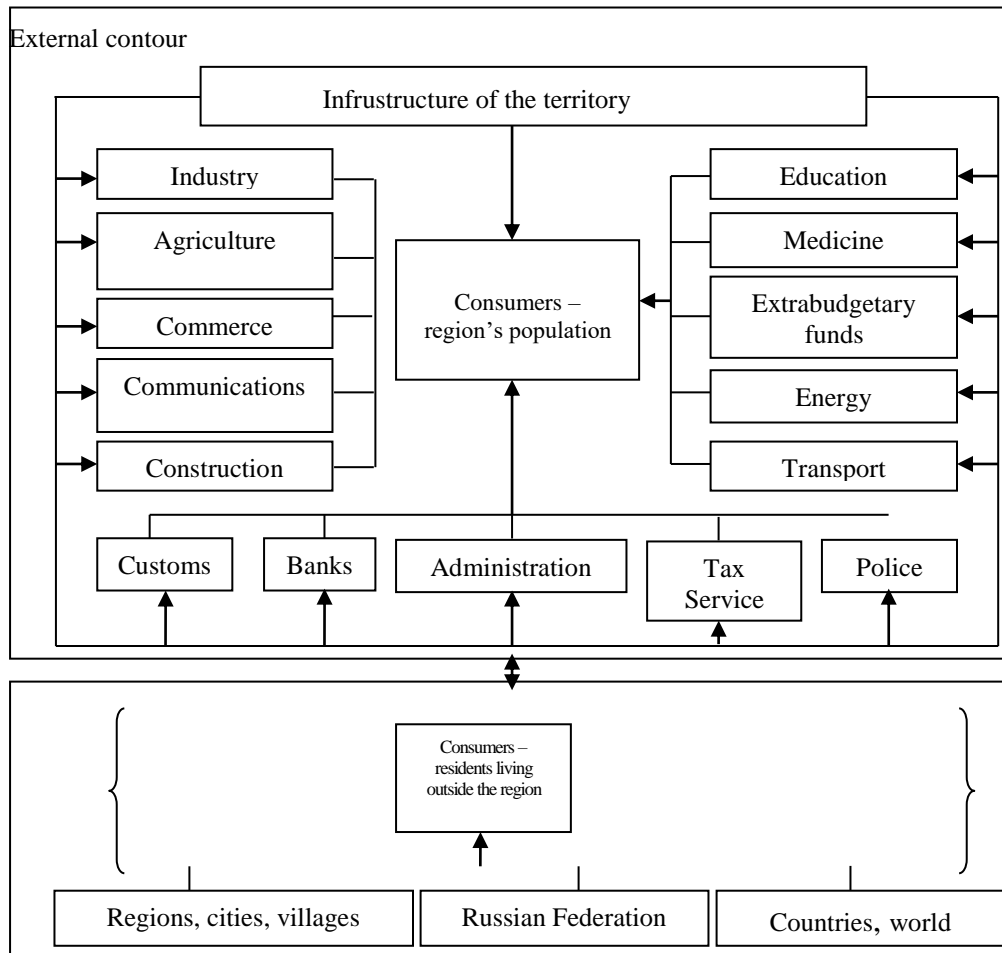 External contour
Infrustructure of the territory
Industry
Agriculture
Commerce
Communications
Construction
Consumers –
region’s population
Education
Medicine
Extrabudgetary
funds
Energy
Transport
Customs
Banks
Administration
Tax
Service
Police
Consumers –
residents living
outside the region
Regions, cities, villages
Russian Federation
Countries, world